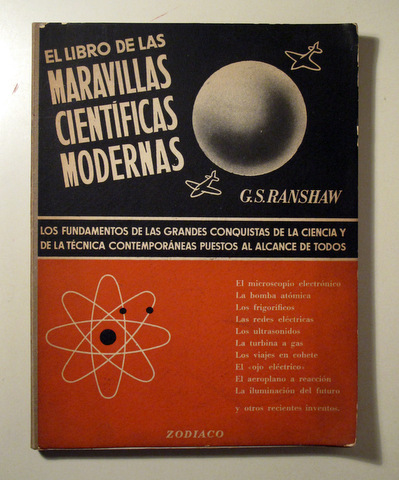 EL LIBRO DE LAS
MARAVILLAS
CIENTÍFICAS
MODERNAS
G.S. RANSHAW
LOS FUNDAMENTOS DE LAS GRANDES CONQUISTAS DE LA CIENCIA Y
DE LA TÉCNICA CONTEMPORÁNEAS PUESTOS AL ALCANCE DE TODOS
El microscopio electrónico
La bomba atómica
Los frigoríficos
Las redes eléctricas
Los ultrasonidos
La turbina a gas
Los viajes en cohete
El «ojo eléctrico»
El aeroplano a reacción
La iluminación del futuro
y otros recientes inventos.
ZODIACO